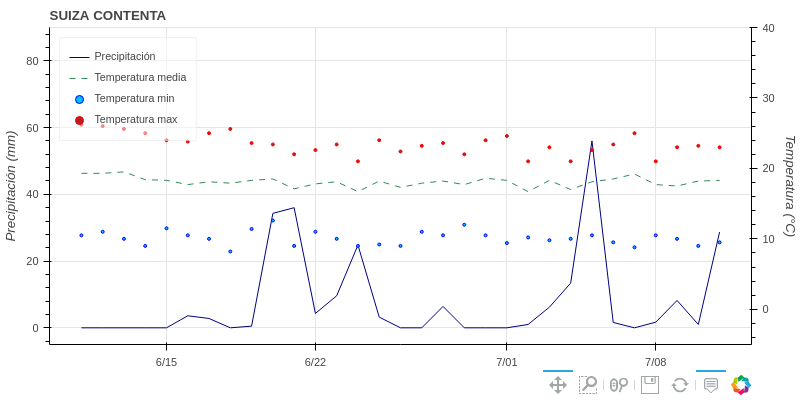 SUIZA CONTENTA
Precipitación
Temperatura media
Temperatura min
Temperatura max
Precipitación (mm)
80
60
40
20
0
40
30
20
10
0
Temperatura (°C)
6/15
6/22
7/01
7/08